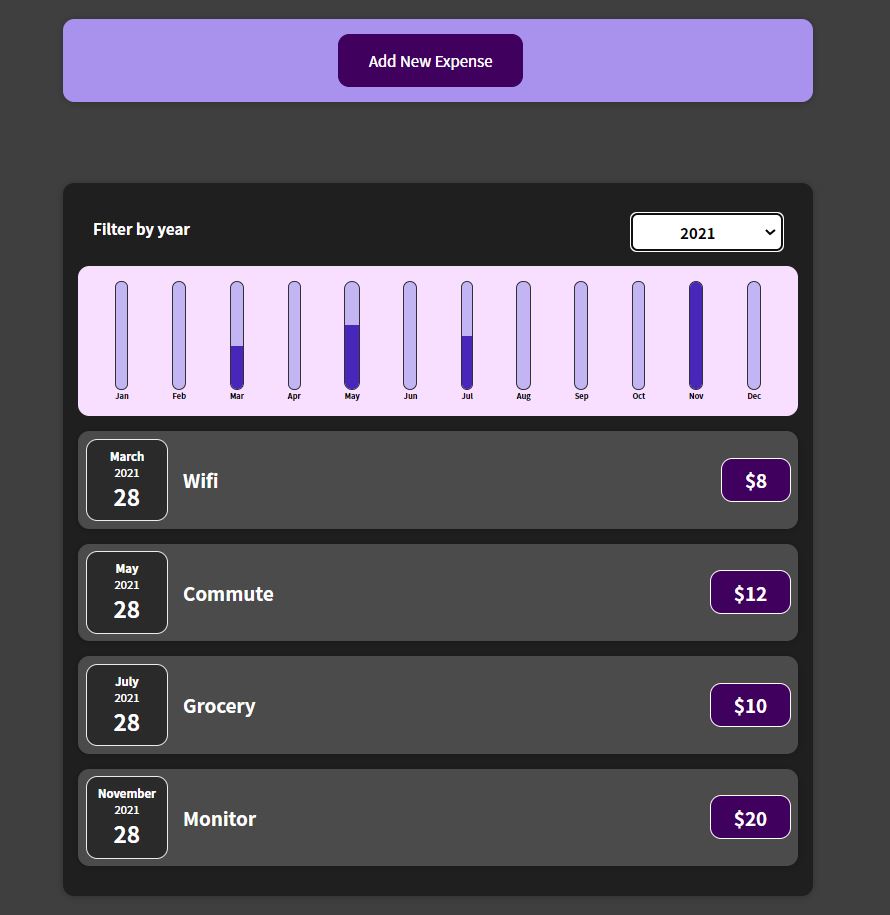 Add New Expense
Filter by year
2021
Jan Feb Mar Apr May Jun Jul Aug Sep Oct Nov Dec
March
2021
28
Wifi
$8
May
2021
28
Commute
$12
July
2021
28
Grocery
$10
November
2021
28
Monitor
$20